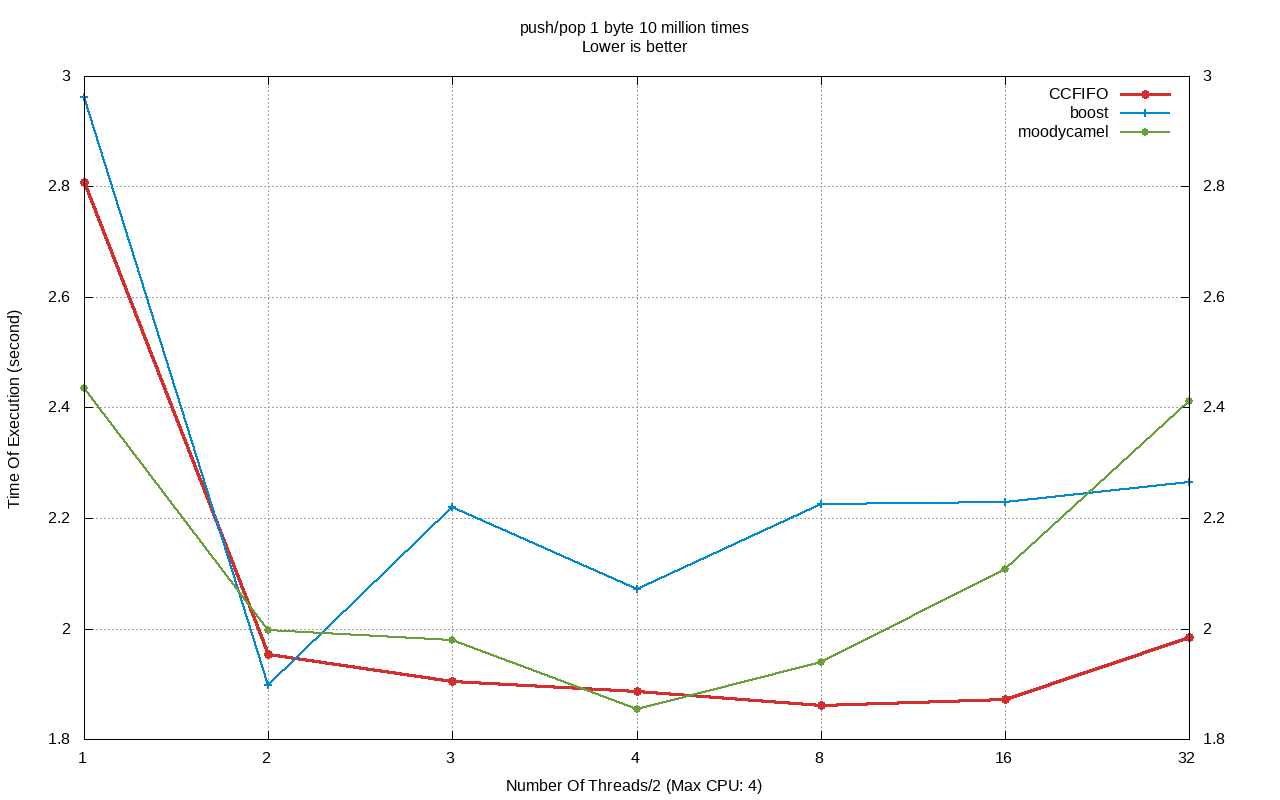 push/pop 1 byte 10 million times
Lower is better
CCFIFO
boost
moodycamel
3
2.8
2.6
2.4
2.2
2
1.8
3
2.8
2.6
2.4
2.2
2
1.8
Time Of Execution (second)
1 2 3 4 8 16 32
Number Of Threads/2 (Max CPU: 4)